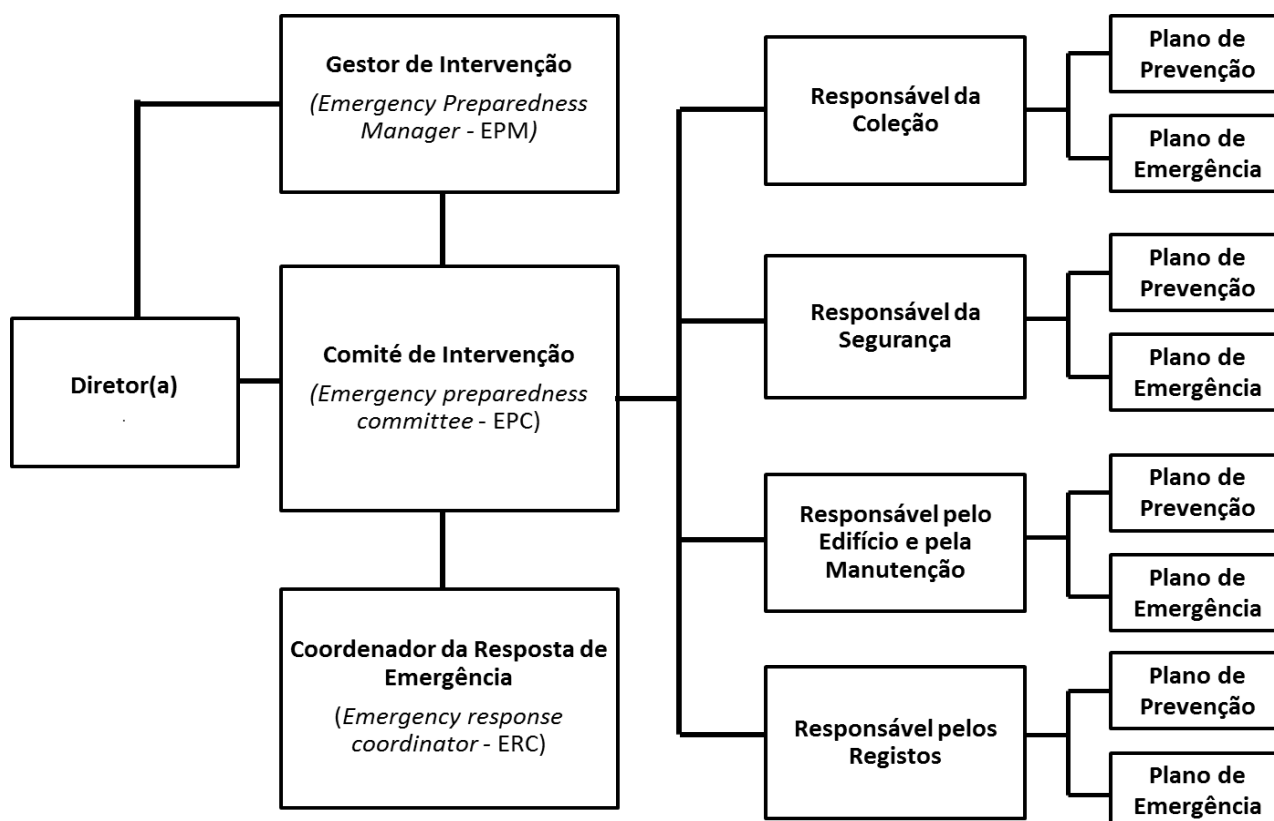 Gestor de Intervenção
(Emergency Preparedness
Manager - EPM)
Diretor(a)
.
Comité de Intervenção
(Emergency preparedness
committee - EPC)
Coordenador da Resposta de
Emergência
(Emergency response
coordinator - ERC)
Responsável da
Coleção
Plano de
Prevenção
Plano de
Emergência
Responsável da
Segurança
Plano de
Prevenção
Plano de
Emergência
Responsável pelo
Edifício e pela
Manutenção
Plano de
Prevenção
Plano de
Emergência
Responsável pelos
Registos
Plano de
Prevenção
Plano de
Emergência